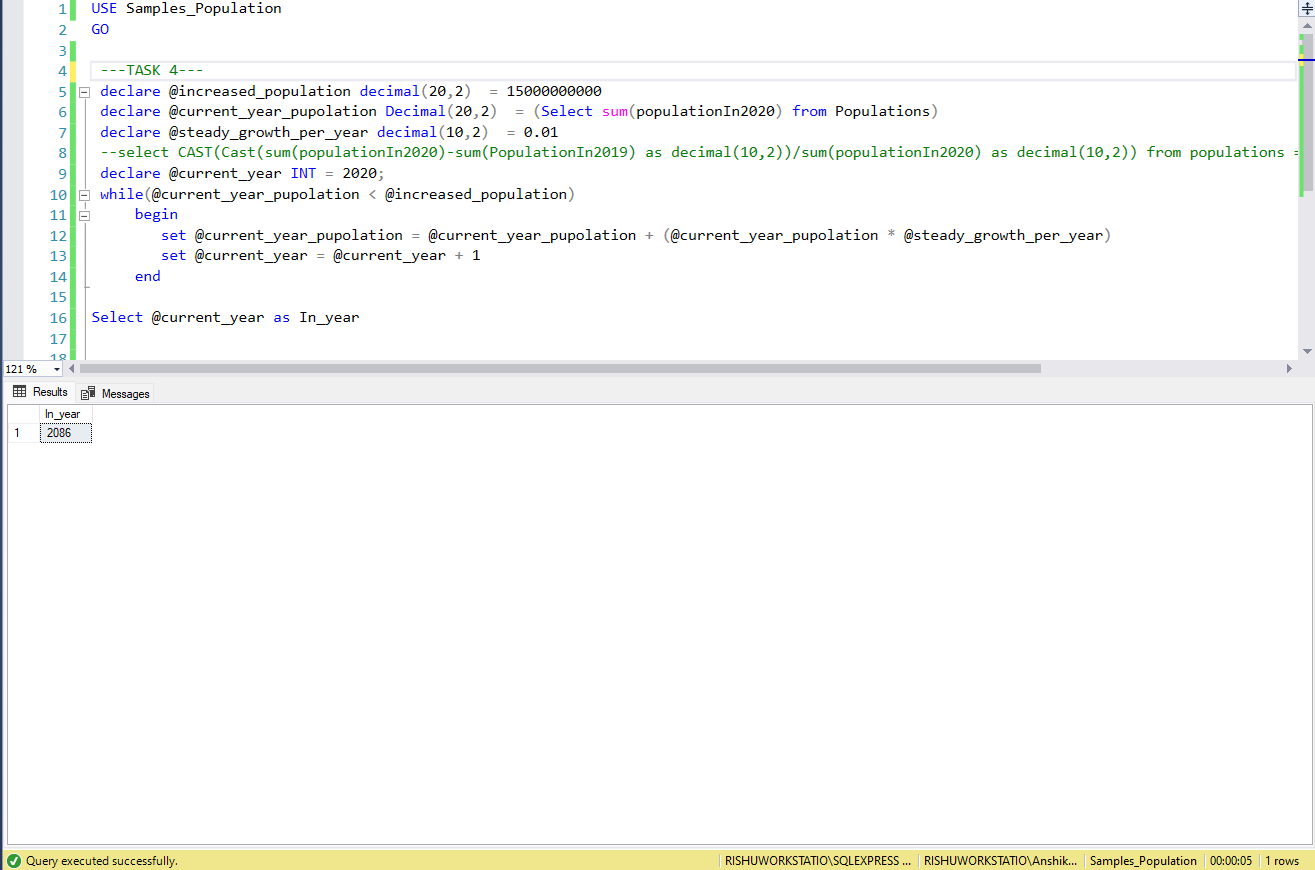 1 USE Samples_Population
2 GO
3
4 ---TASK 4---
5 declare @increased_population decimal(20,2)  = 15000000000
6 declare @current_year_pupolation Decimal(20,2)  = (Select sum(populationIn2020) from Populations)
7 declare @steady_growth_per_year decimal(10,2)  = 0.01
8 --select CAST(Cast(sum(populationIn2020)-sum(PopulationIn2019) as decimal(10,2))/sum(populationIn2020) as decimal(10,2)) from populations =
9 declare @current_year INT = 2020;
10 while(@current_year_pupolation < @increased_population)
11 begin
12 set @current_year_pupolation = @current_year_pupolation + (@current_year_pupolation * @steady_growth_per_year)
13 set @current_year = @current_year + 1
14 end
15
16 Select @current_year as In_year
17
18
121 %
Results Messages
In_year
1 2086
Query executed successfully. RISHUWORKSTATIO\SQLEXPRESS ... RISHUWORKSTATIO\Anshik... Samples_Population 00:00:05 1 rows